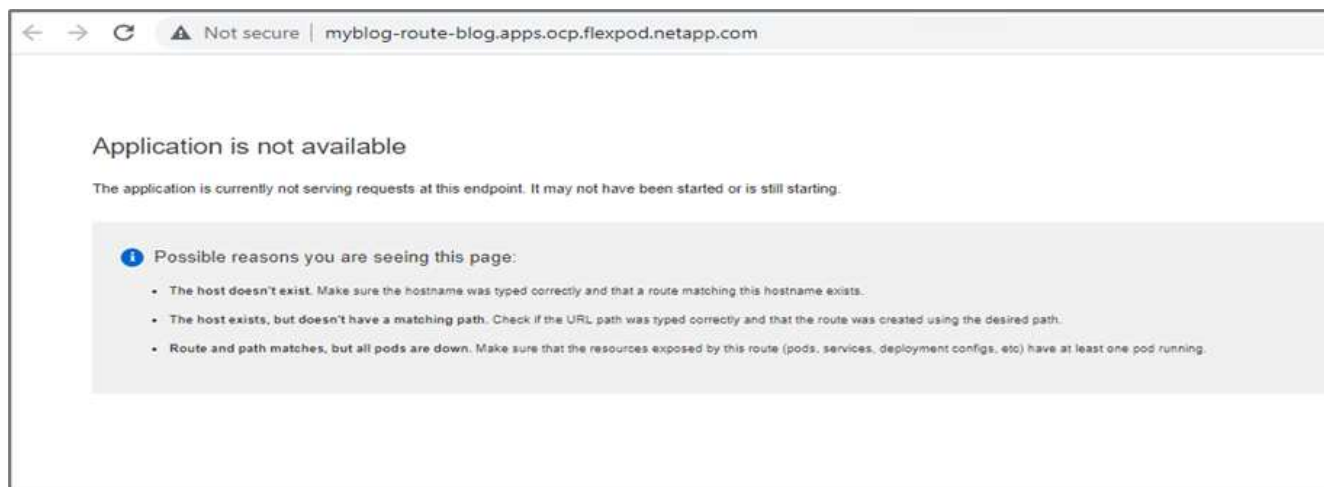 Not secure | myblog-route-blog.apps.ocp.flexpod.netapp.com
Application is not available
The application is currently not serving requests at this endpoint. It may not have been started or is still starting.
Possible reasons you are seeing this page:
• The host doesn't exist. Make sure the hostname was typed correctly and that a route matching this hostname exists.
• The host exists, but doesn't have a matching path. Check if the URL path was typed correctly and that the route was created using the desired path.
• Route and path matches, but all pods are down. Make sure that the resources exposed by this route (pods, services, deployment configs, etc) have at least one pod running.